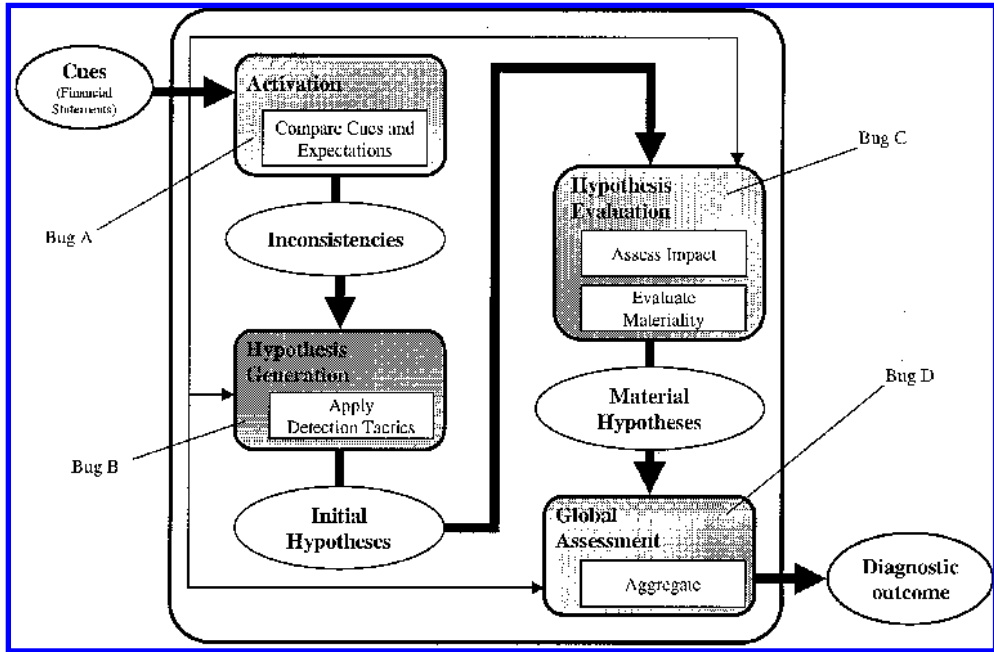 Cues
(Financial
Statements)
Activation
Compare Cues and
Expectations
Bug A
Inconsistencies
Hypothesis
Generation
Apply
Detection Tactics
Bug B
Initial
Hypotheses
Hypothesis
Evaluation
Assess Impact
Evaluate
Materiality
Bug C
Material
Hypotheses
Bug D
Global
Assessment
Aggregate
Diagnostic
outcome